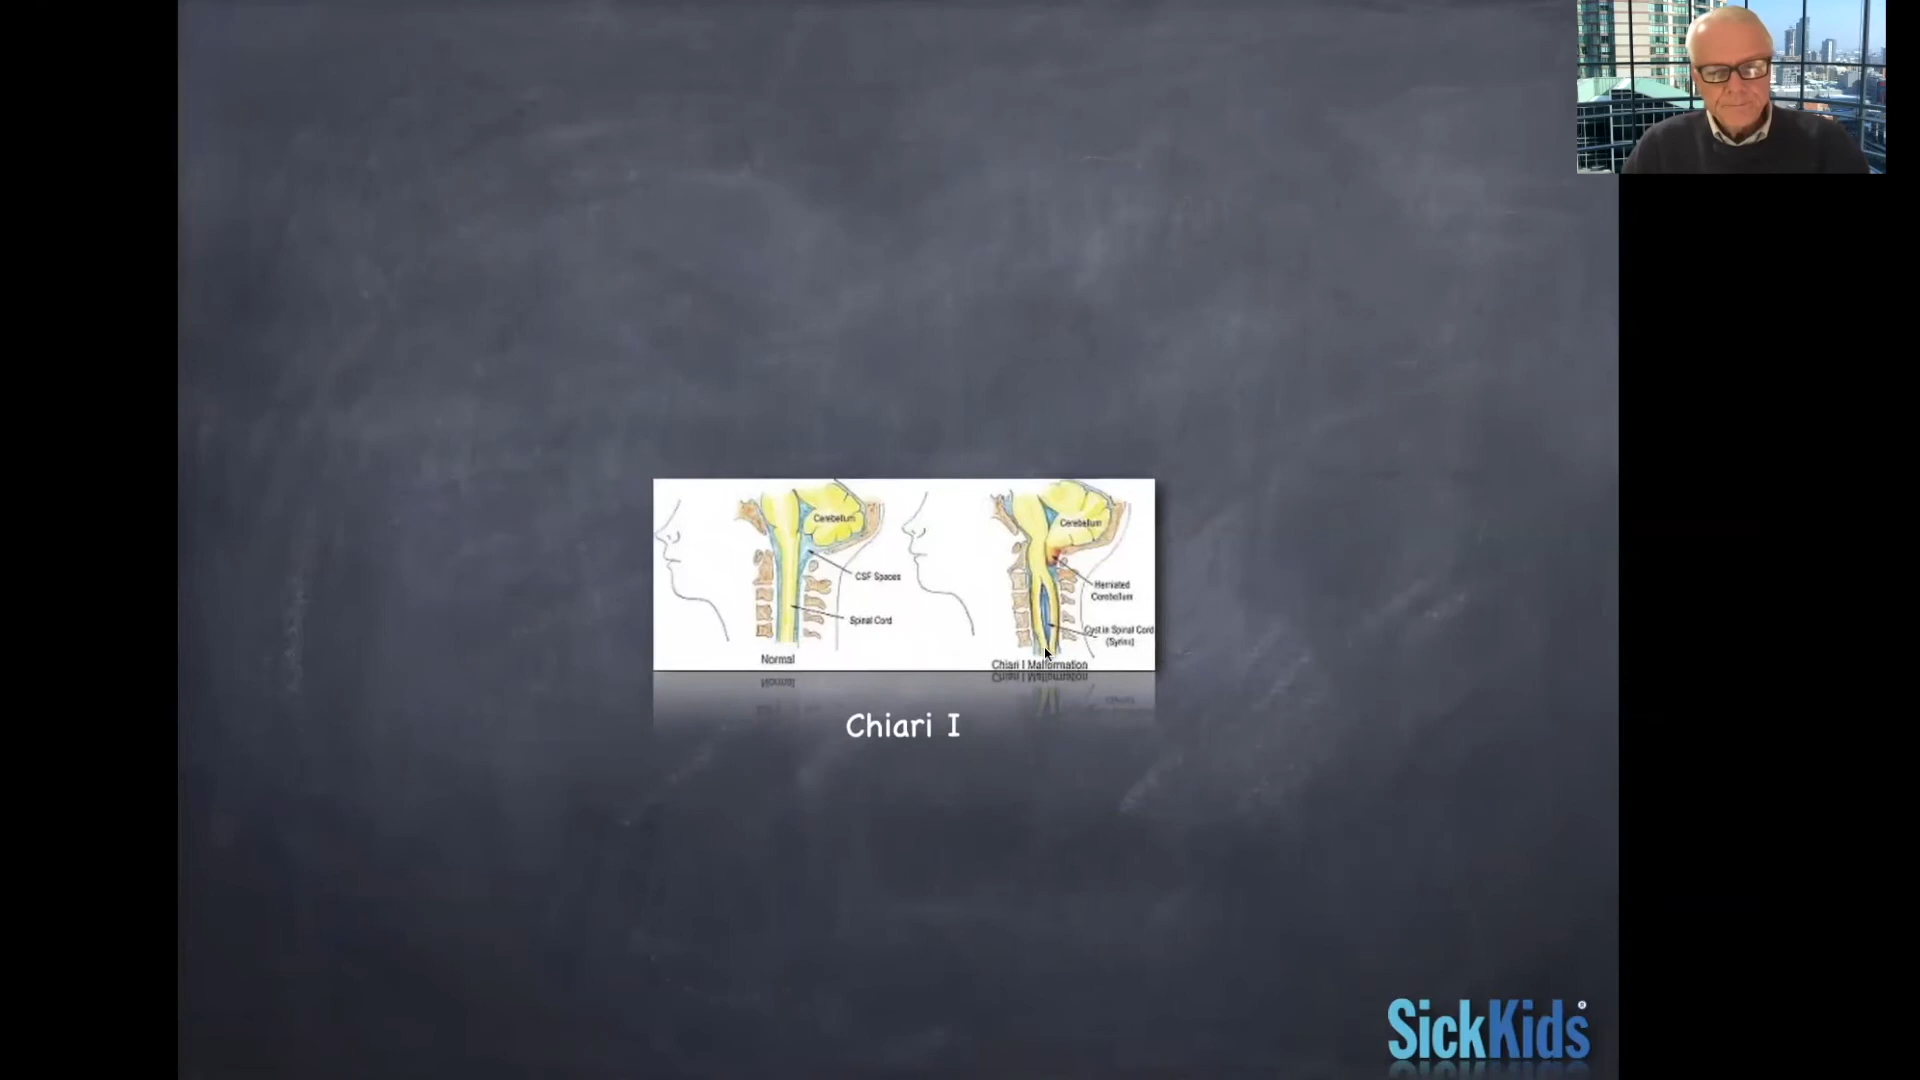 Cerebellum
CSF Spaces
Spinal Cord
Normal
Cerebellum
Herniated
Cerebellum
Cyst in Spinal Cord
(Syrinx)
Chiari I Malformation
Chiari I
SickKids®